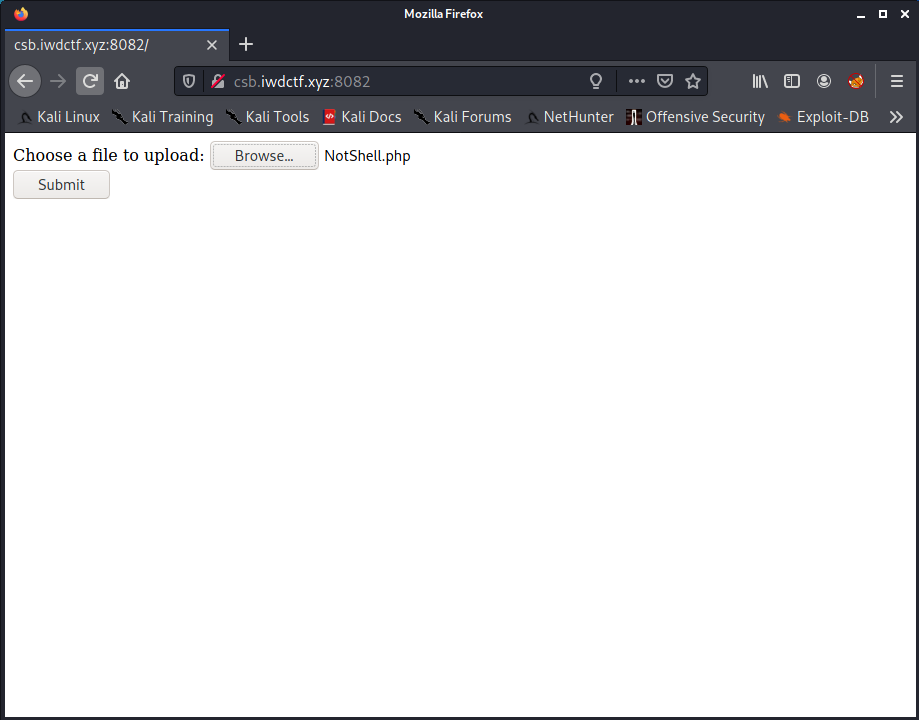 Mozilla Firefox
csb.iwdctf.xyz:8082/
csb.iwdctf.xyz:8082
Kali Linux Kali Training Kali Tools Kali Docs Kali Forums NetHunter Offensive Security Exploit-DB
Choose a file to upload: Browse... NotShell.php
Submit